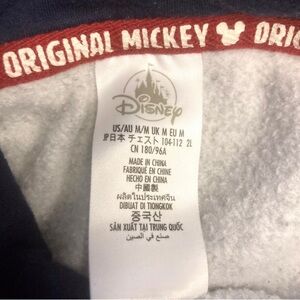 ORIGINAL MICKEY ORI
Disney
US/AU M/M UK M EU M
JP日本 チェスト 104-112 2L
CN 180/96A
MADE IN CHINA
FABRIQUÉ EN CHINE
HECHO EN CHINA
中國製
ผลิตในประเทศจีน
DIBUAT DI TIONGKOK
중국산
SẢN XUẤT TẠI TRUNG QUỐC
صنع في الصين